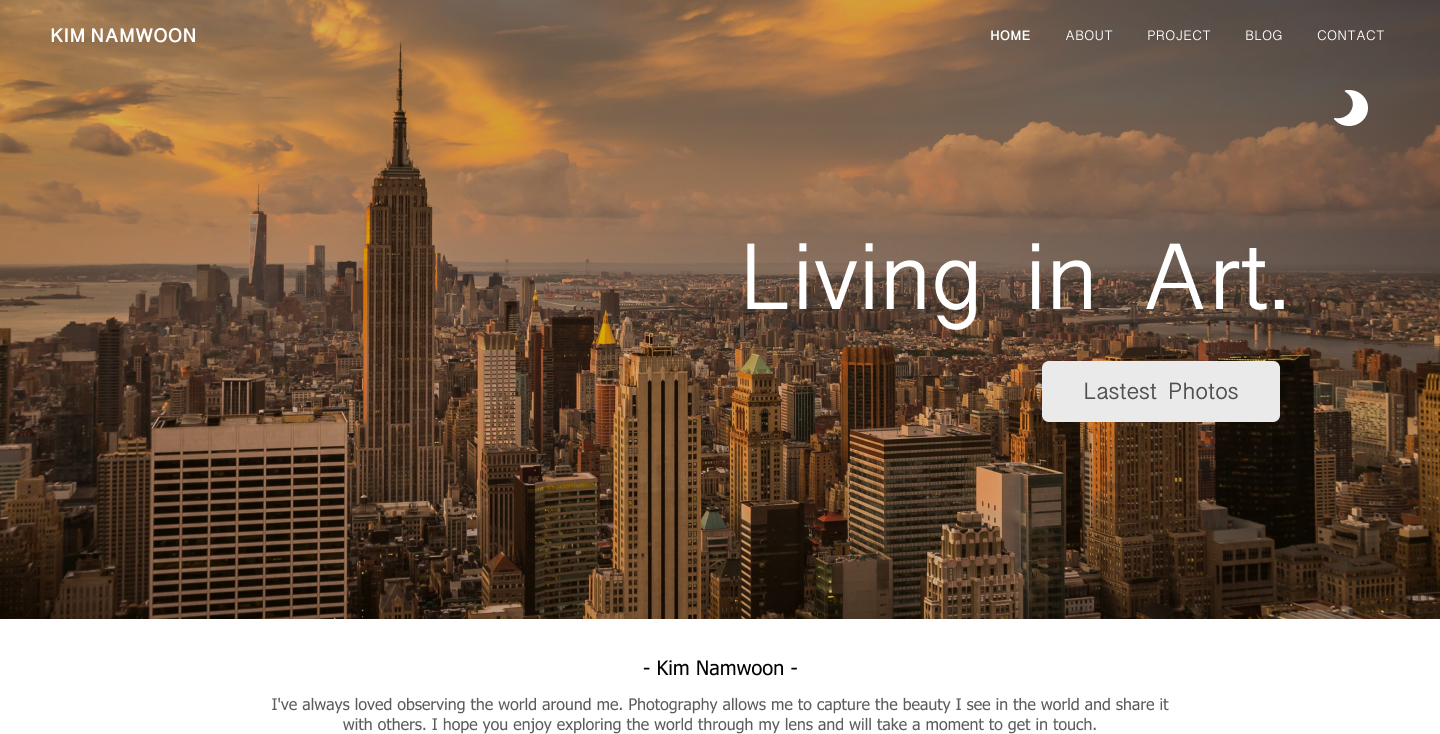 KIM NAMWOON
HOME ABOUT PROJECT BLOG CONTACT
Living in Art.
Lastest Photos
- Kim Namwoon -
I've always loved observing the world around me. Photography allows me to capture the beauty I see in the world and share it
with others. I hope you enjoy exploring the world through my lens and will take a moment to get in touch.